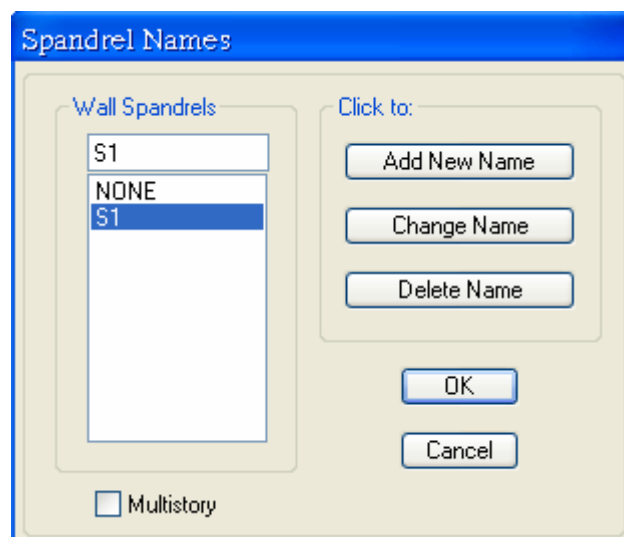 Spandrel Names
Wall Spandrels
S1
NONE
S1
Multistory
Click to:
Add New Name
Change Name
Delete Name
OK
Cancel